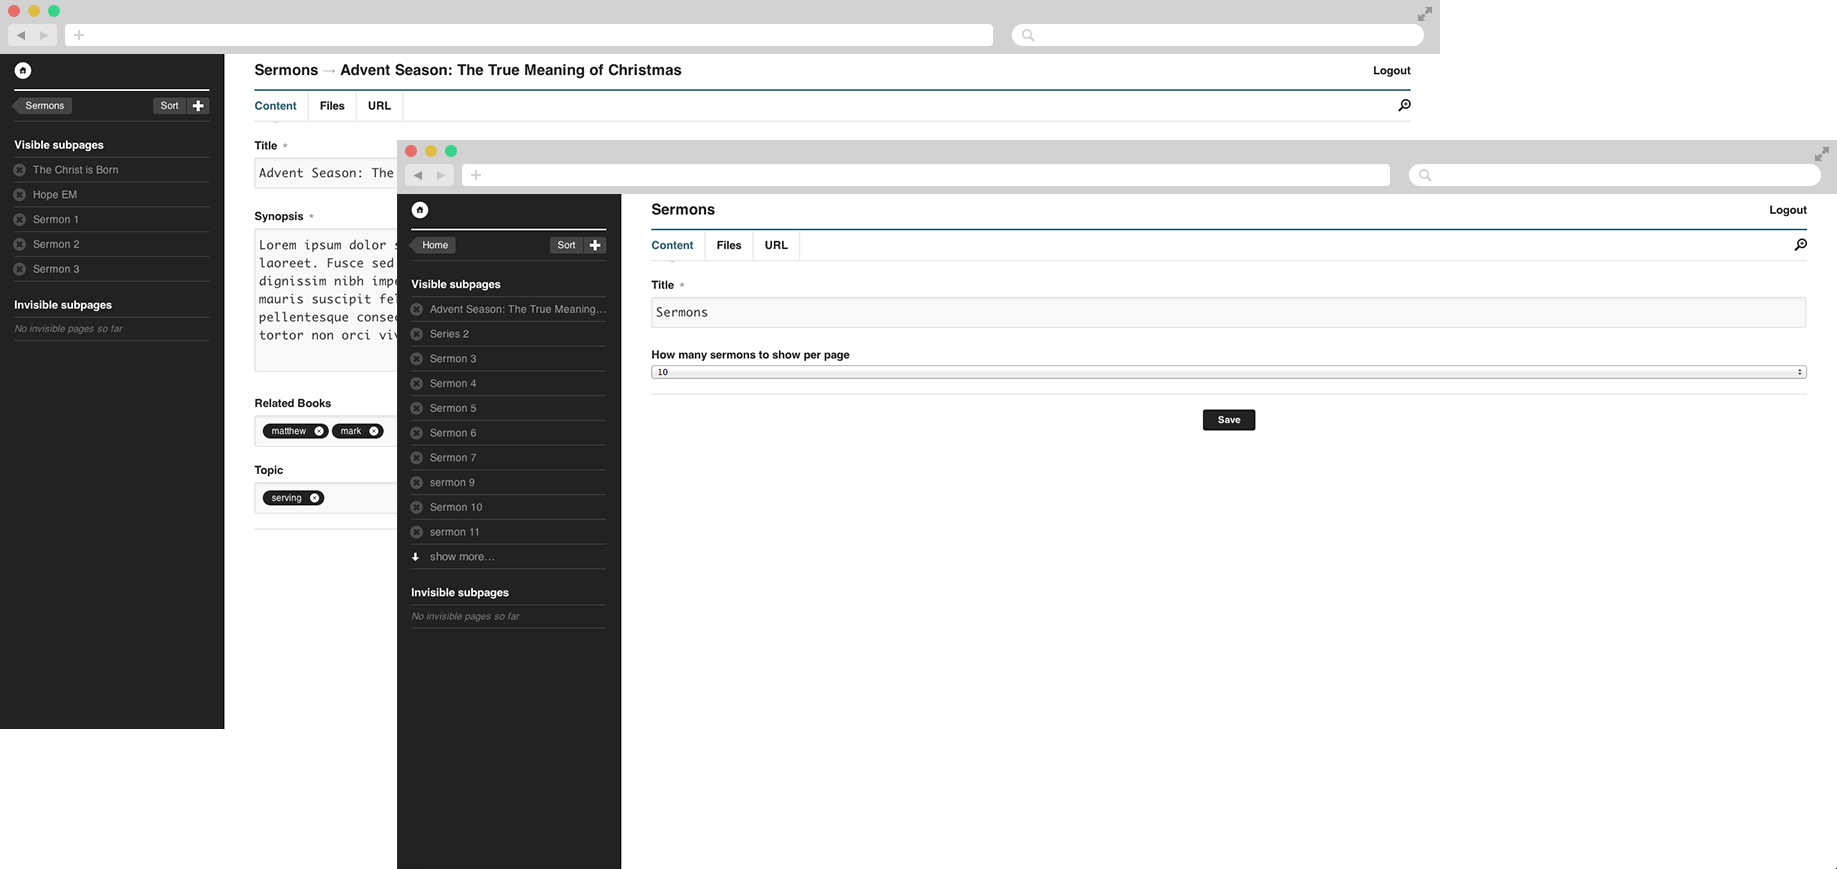 Sermons → Advent Season: The True Meaning of Christmas
Logout
Sermons
Sort
Content
Files
URL
Visible subpages
The Christ is Born
Hope EM
Sermon 1
Sermon 2
Sermon 3
Invisible subpages
No invisible pages so far
Title *
Advent Season: The
Synopsis *
Lorem ipsum dolor
laoreet. Fusce sed
dignissim nibh
mauris suscipit
pellentesque
tortor non orci
Related Books
matthew
mark
Topic
serving
Sermons
Logout
Home
Sort
Content
Files
URL
Visible subpages
Advent Season: The True Meaning...
Series 2
Sermon 3
Sermon 4
Sermon 5
Sermon 6
Sermon 7
sermon 9
Sermon 10
sermon 11
show more...
Invisible subpages
No invisible pages so far
Title *
Sermons
How many sermons to show per page
10
Save